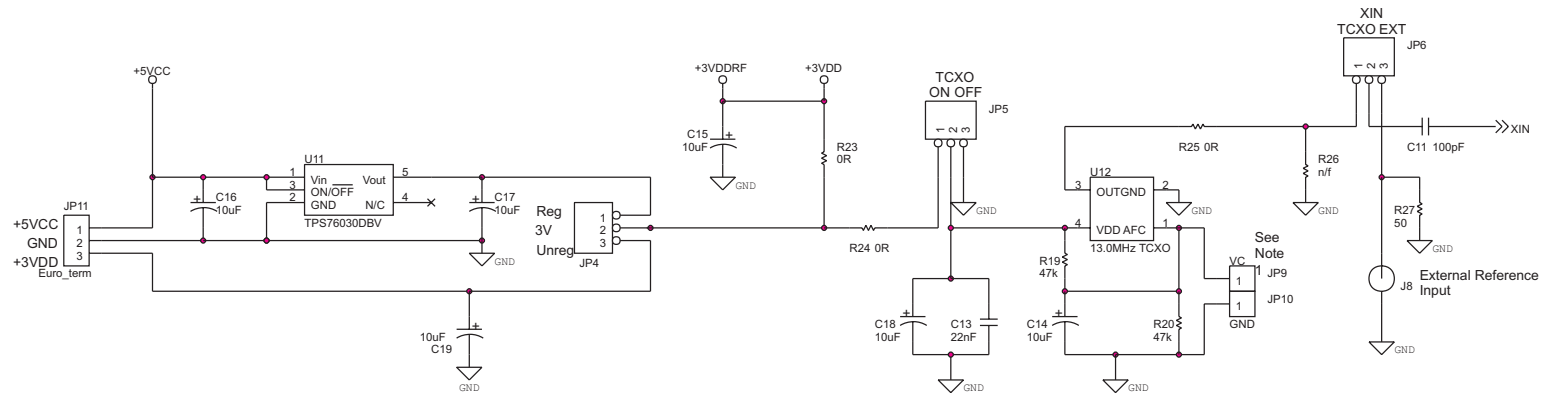 XIN
TCXO EXT
JP6
1 2 3
+5VCC
+3VDDRF
+3VDD
TCXO
ON OFF
JP5
1 2 3
C15
10uF
GND
R23
0R
R25 0R
C11 100pF
XIN
R26
n/f
GND
U11
1 Vin Vout 5
3 ON/OFF
2 GND N/C 4
TPS76030DBV
C16
10uF
C17
10uF
GND
JP11
+5VCC 1
GND 2
+3VDD 3
Euro_term
Reg 1
3V 2
Unreg 3
JP4
R24 0R
GND
U12
3 OUT GND 2
4 VDD AFC 1
13.0MHz TCXO
GND
R27
50
GND
R19
47k
See
Note
1
VC
1 JP9
1 JP10
GND
J8
External Reference
Input
GND
10uF
C19
GND
C18
10uF
C13
22nF
GND
C14
10uF
R20
47k
GND